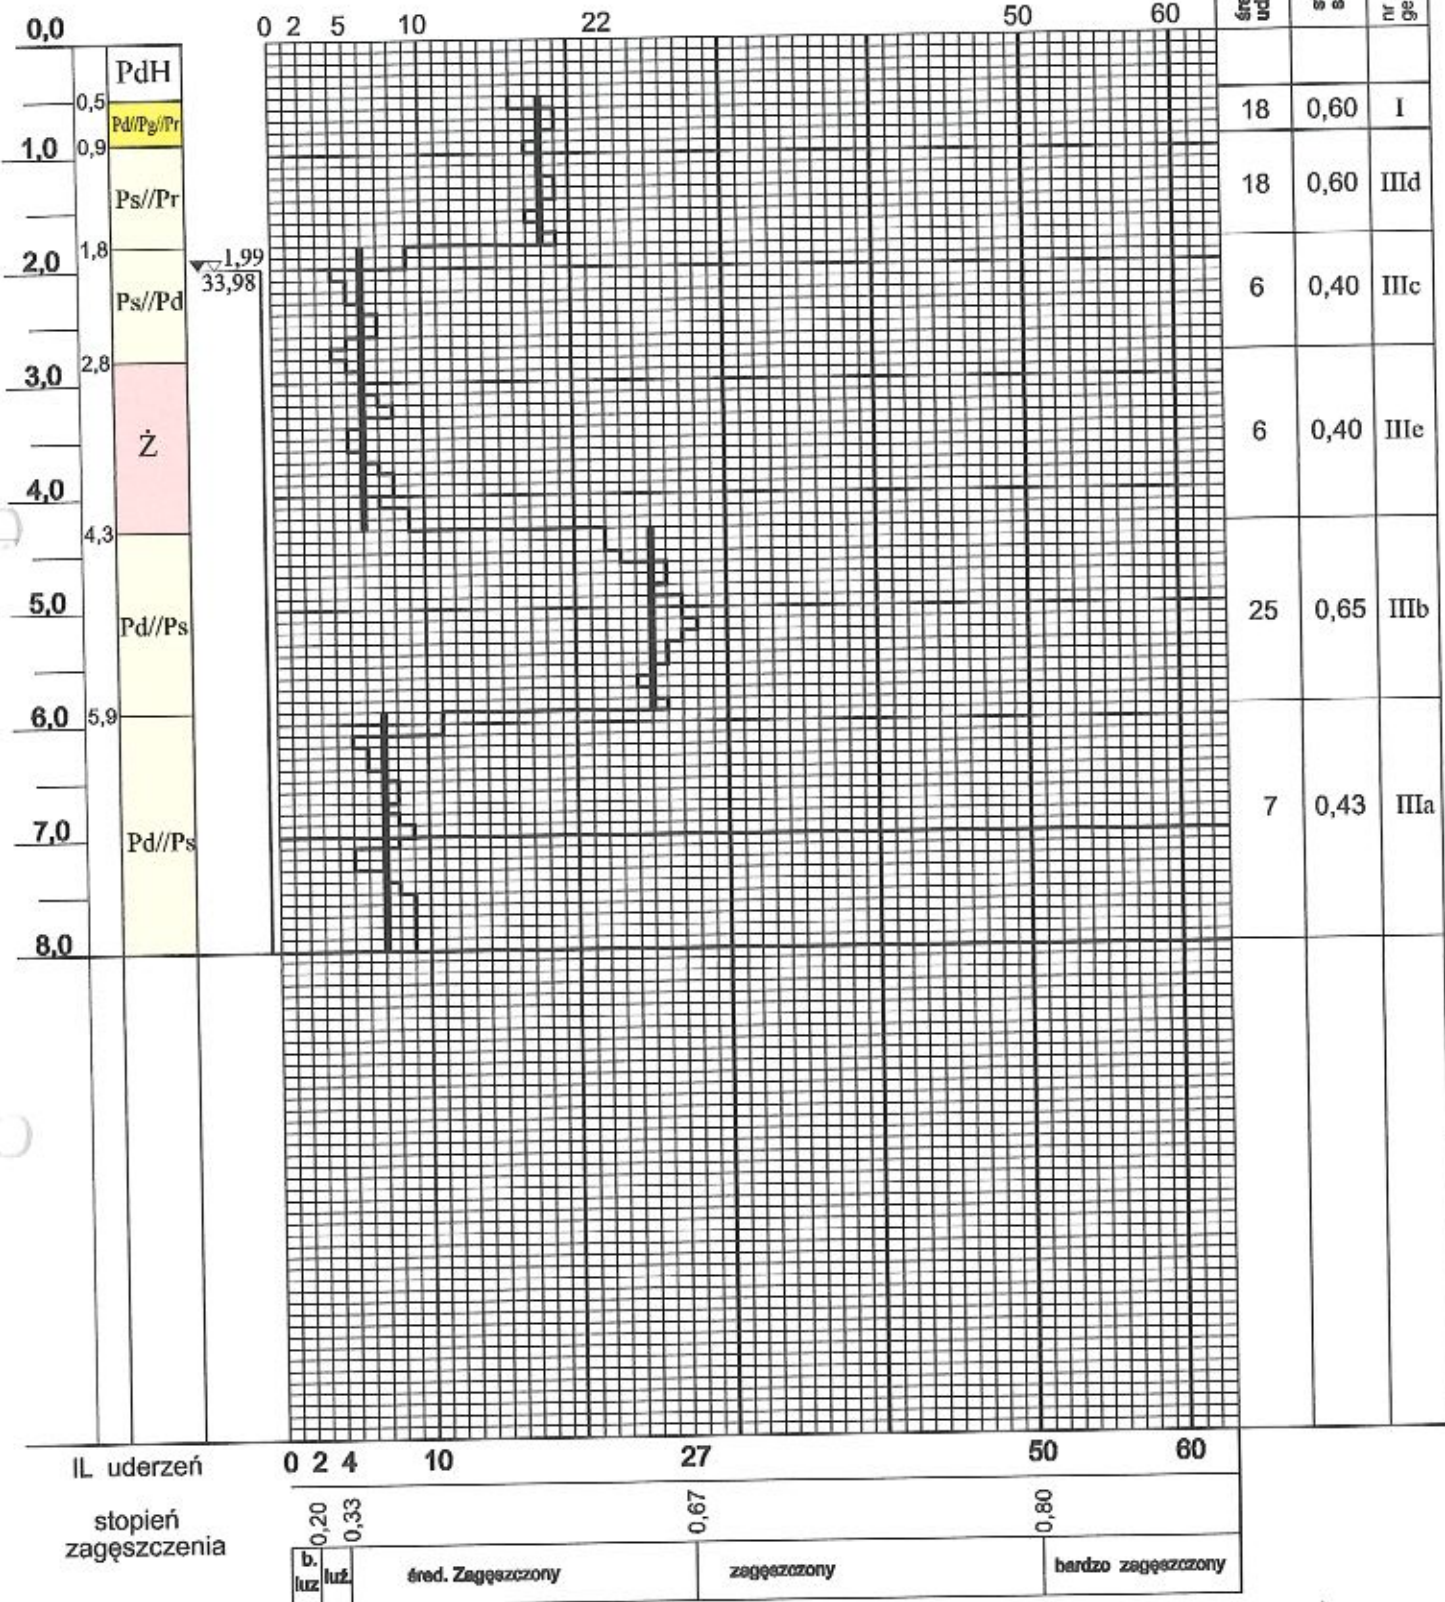 0,0
0 2 5 10 22 50 60
PdH
0,5
Pd//Pg//Pr
18 0,60 I
1,0
0,9
Ps//Pr
18 0,60 IIId
1,8
2,0
1,99
33,98
Ps//Pd
6 0,40 IIIc
2,8
3,0
Ż
6 0,40 IIIe
4,0
4,3
5,0
Pd//Ps
25 0,65 IIIb
6,0
5,9
7,0
Pd//Ps
7 0,43 IIIa
8,0
IL uderzeń
0 2 4 10 27 50 60
stopień
zagęszczenia
0,20 0,33 0,67 0,80
b.
luz
luź.
śred. Zagęszczony
zagęszczony
bardzo zagęszczony